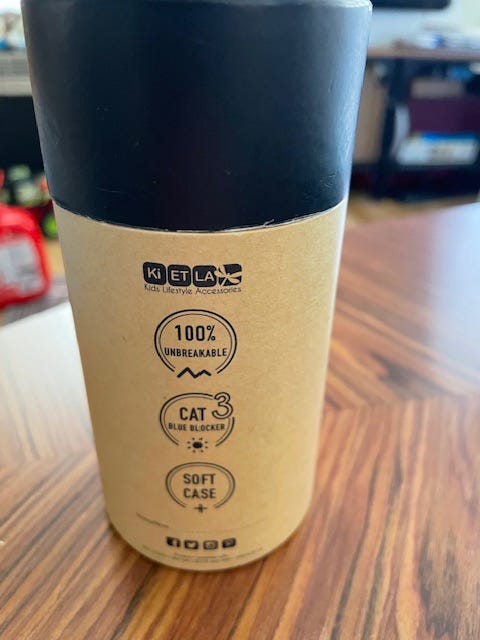 Ki ET LA
Kids Lifestyle Accessories
100%
UNBREAKABLE
CAT 3
BLUE BLOCKER
SOFT
CASE